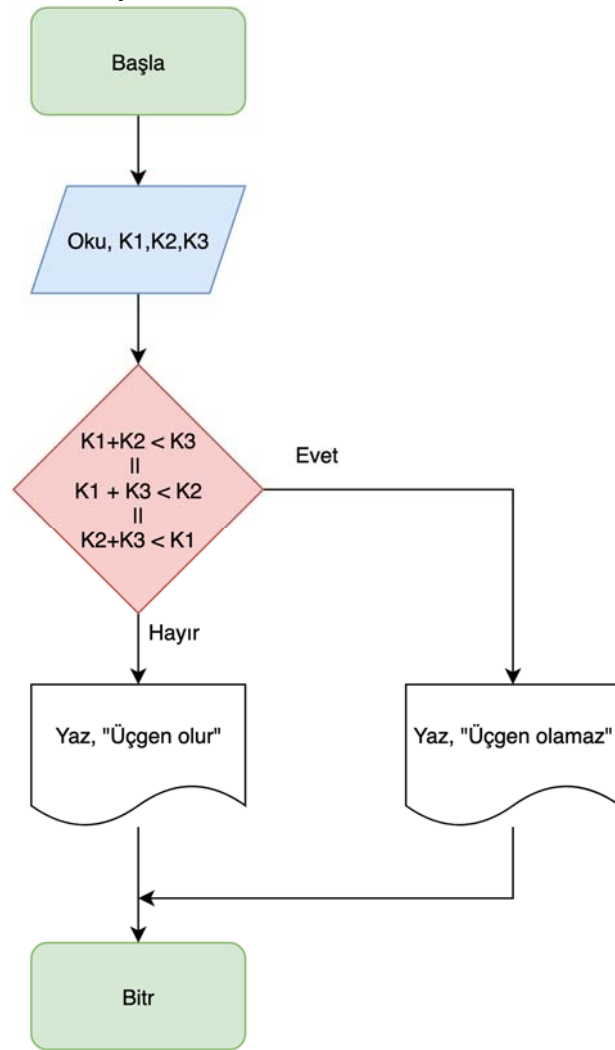 Başla
Oku, K1,K2,K3
K1+K2 < K3
||
K1 + K3 < K2
||
K2+K3 < K1
Evet
Hayır
Yaz, "Üçgen olur"
Yaz, "Üçgen olamaz"
Bitr